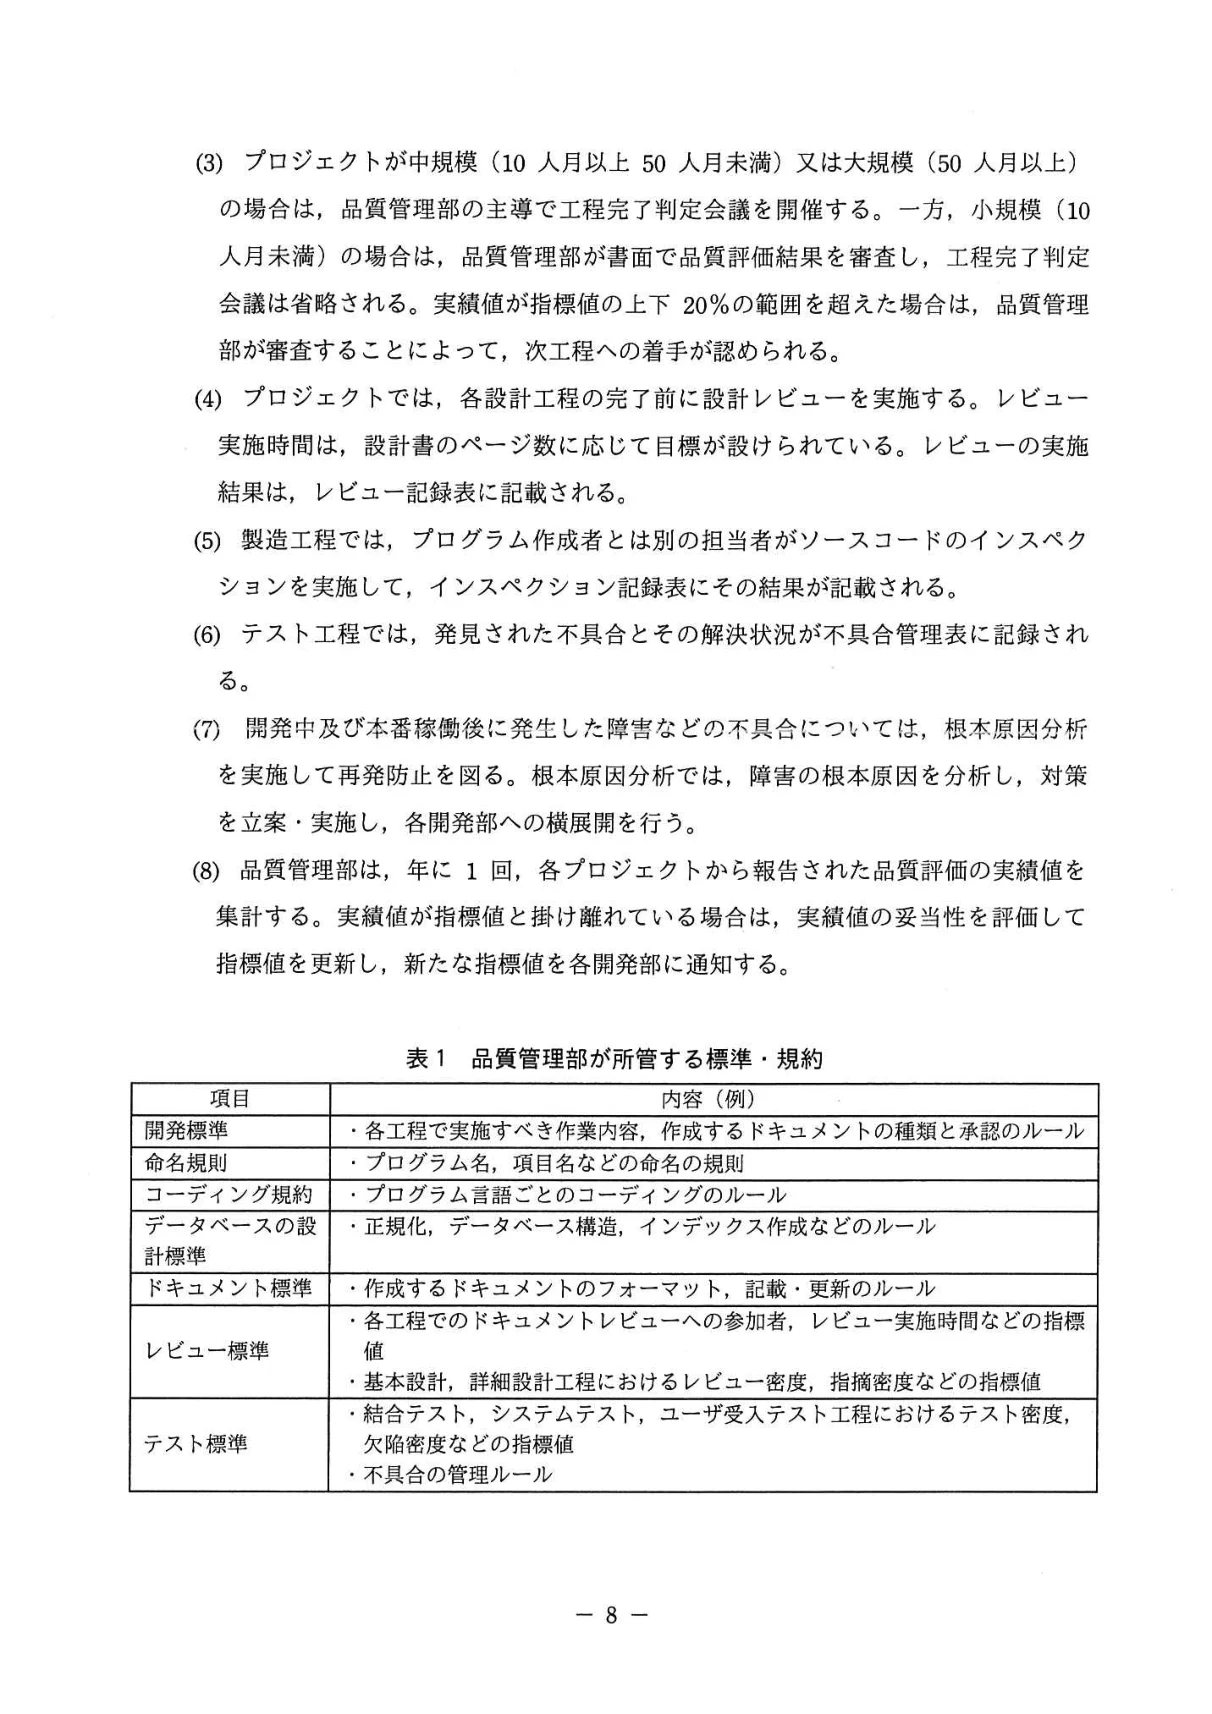 (3) プロジェクトが中規模（10 人月以上 50 人月未満）又は大規模（50 人月以上）
の場合は，品質管理部の主導で工程完了判定会議を開催する。一方，小規模（10
人月未満）の場合は，品質管理部が書面で品質評価結果を審査し，工程完了判定
会議は省略される。実績値が指標値の上下 20%の範囲を超えた場合は，品質管理
部が審査することによって，次工程への着手が認められる。
(4) プロジェクトでは，各設計工程の完了前に設計レビューを実施する。レビュー
実施時間は，設計書のページ数に応じて目標が設けられている。レビューの実施
結果は，レビュー記録表に記載される。
(5) 製造工程では，プログラム作成者とは別の担当者がソースコードのインスペク
ションを実施して，インスペクション記録表にその結果が記載される。
(6) テスト工程では，発見された不具合とその解決状況が不具合管理表に記録され
る。
(7) 開発中及び本番稼働後に発生した障害などの不具合については，根本原因分析
を実施して再発防止を図る。根本原因分析では，障害の根本原因を分析し，対策
を立案・実施し，各開発部への横展開を行う。
(8) 品質管理部は，年に 1 回，各プロジェクトから報告された品質評価の実績値を
集計する。実績値が指標値と掛け離れている場合は，実績値の妥当性を評価して
指標値を更新し，新たな指標値を各開発部に通知する。
表1 品質管理部が所管する標準・規約
項目 内容（例）
開発標準 ・各工程で実施すべき作業内容，作成するドキュメントの種類と承認のルール
命名規則 ・プログラム名，項目名などの命名の規則
コーディング規約 ・プログラム言語ごとのコーディングのルール
データベースの設 ・正規化，データベース構造，インデックス作成などのルール
計標準
ドキュメント標準 ・作成するドキュメントのフォーマット，記載・更新のルール
レビュー標準
・各工程でのドキュメントレビューへの参加者，レビュー実施時間などの指標
値
・基本設計，詳細設計工程におけるレビュー密度，指摘密度などの指標値
テスト標準
・結合テスト，システムテスト，ユーザ受入テスト工程におけるテスト密度，
欠陥密度などの指標値
・不具合の管理ルール
－ 8 －